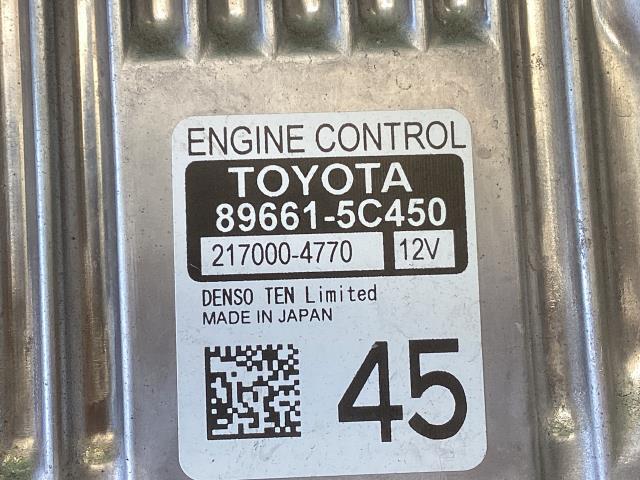 ENGINE CONTROL
TOYOTA
89661-5C450
217000-4770 12V
DENSO TEN Limited
MADE IN JAPAN
45